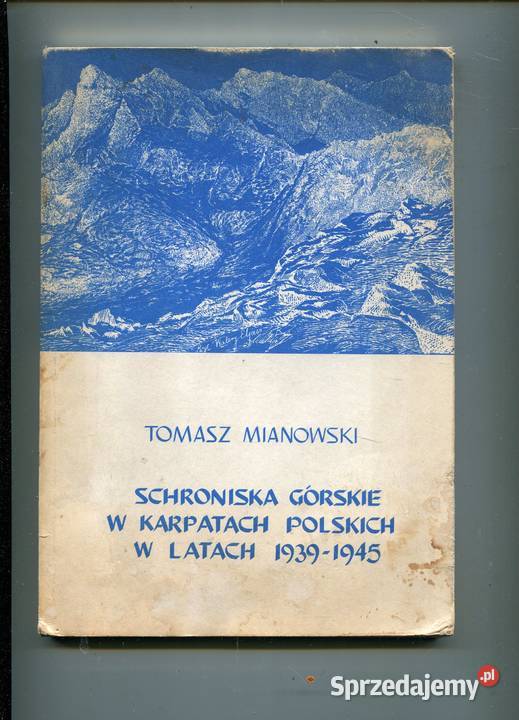 TOMASZ MIANOWSKI
SCHRONISKA GÓRSKIE
W KARPATACH POLSKICH
W LATACH 1939-1945
Sprzedajemy.pl